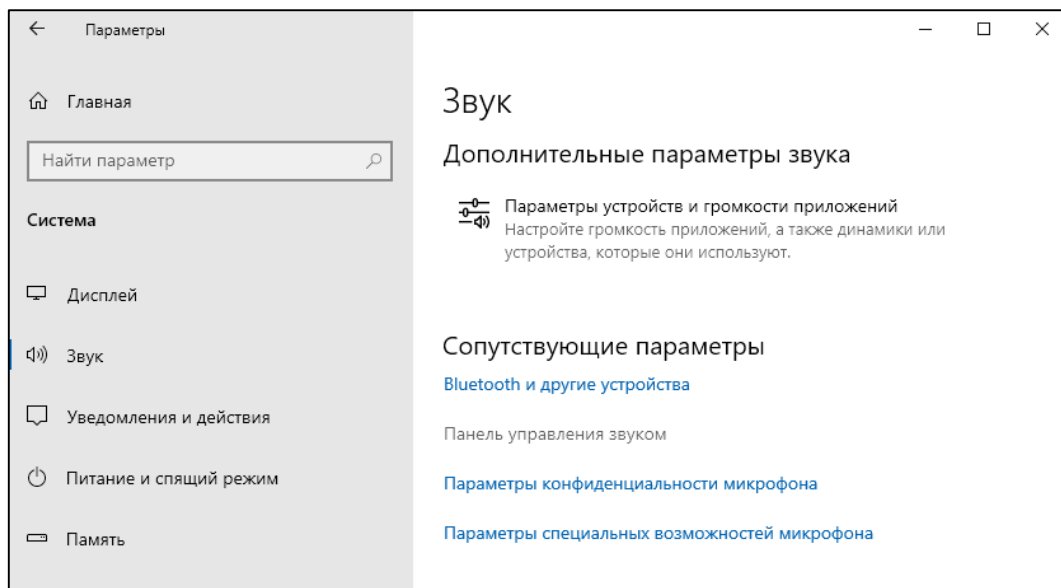 Параметры
Главная
Найти параметр
Система
Дисплей
Звук
Уведомления и действия
Питание и спящий режим
Память
Звук
Дополнительные параметры звука
Параметры устройств и громкости приложений
Настройте громкость приложений, а также динамики или
устройства, которые они используют.
Сопутствующие параметры
Bluetooth и другие устройства
Панель управления звуком
Параметры конфиденциальности микрофона
Параметры специальных возможностей микрофона